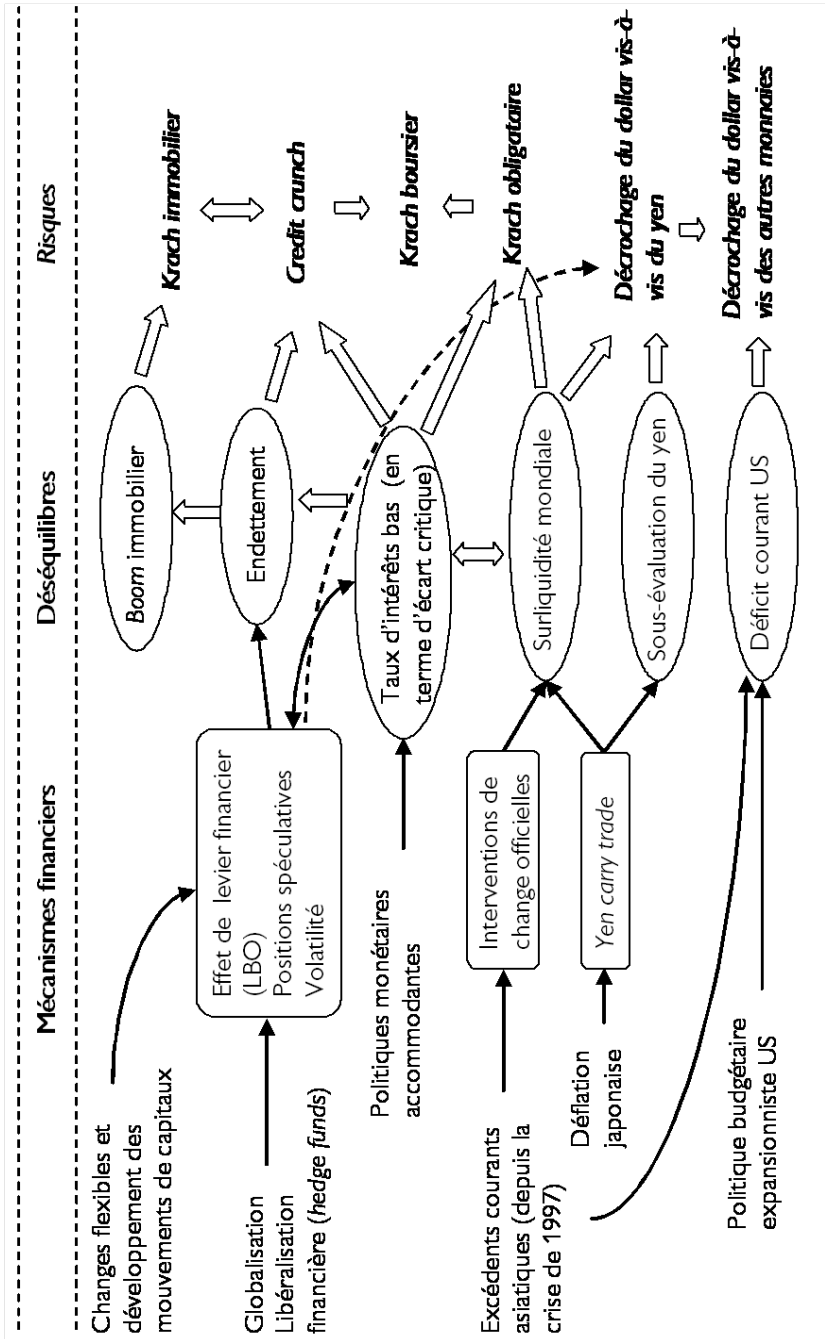 Mécanismes financiers
Déséquilibres
Risques
Changes flexibles et
développement des
mouvements de capitaux
Globalisation
Libéralisation
financière (hedge funds)
Effet de levier financier
(LBO)
Positions spéculatives
Volatilité
Politiques monétaires
accommodantes
Excédents courants
asiatiques (depuis la
crise de 1997)
Interventions de
change officielles
Déflation
japonaise
Yen carry trade
Politique budgétaire
expansionniste US
Boom immobilier
Endettement
Taux d'intérêts bas (en
terme d'écart critique)
Surliquidité mondiale
Sous-évaluation du yen
Déficit courant US
Krach immobilier
Credit crunch
Krach boursier
Krach obligataire
Décrochage du dollar vis-à-
vis du yen
Décrochage du dollar vis-à-
vis des autres monnaies